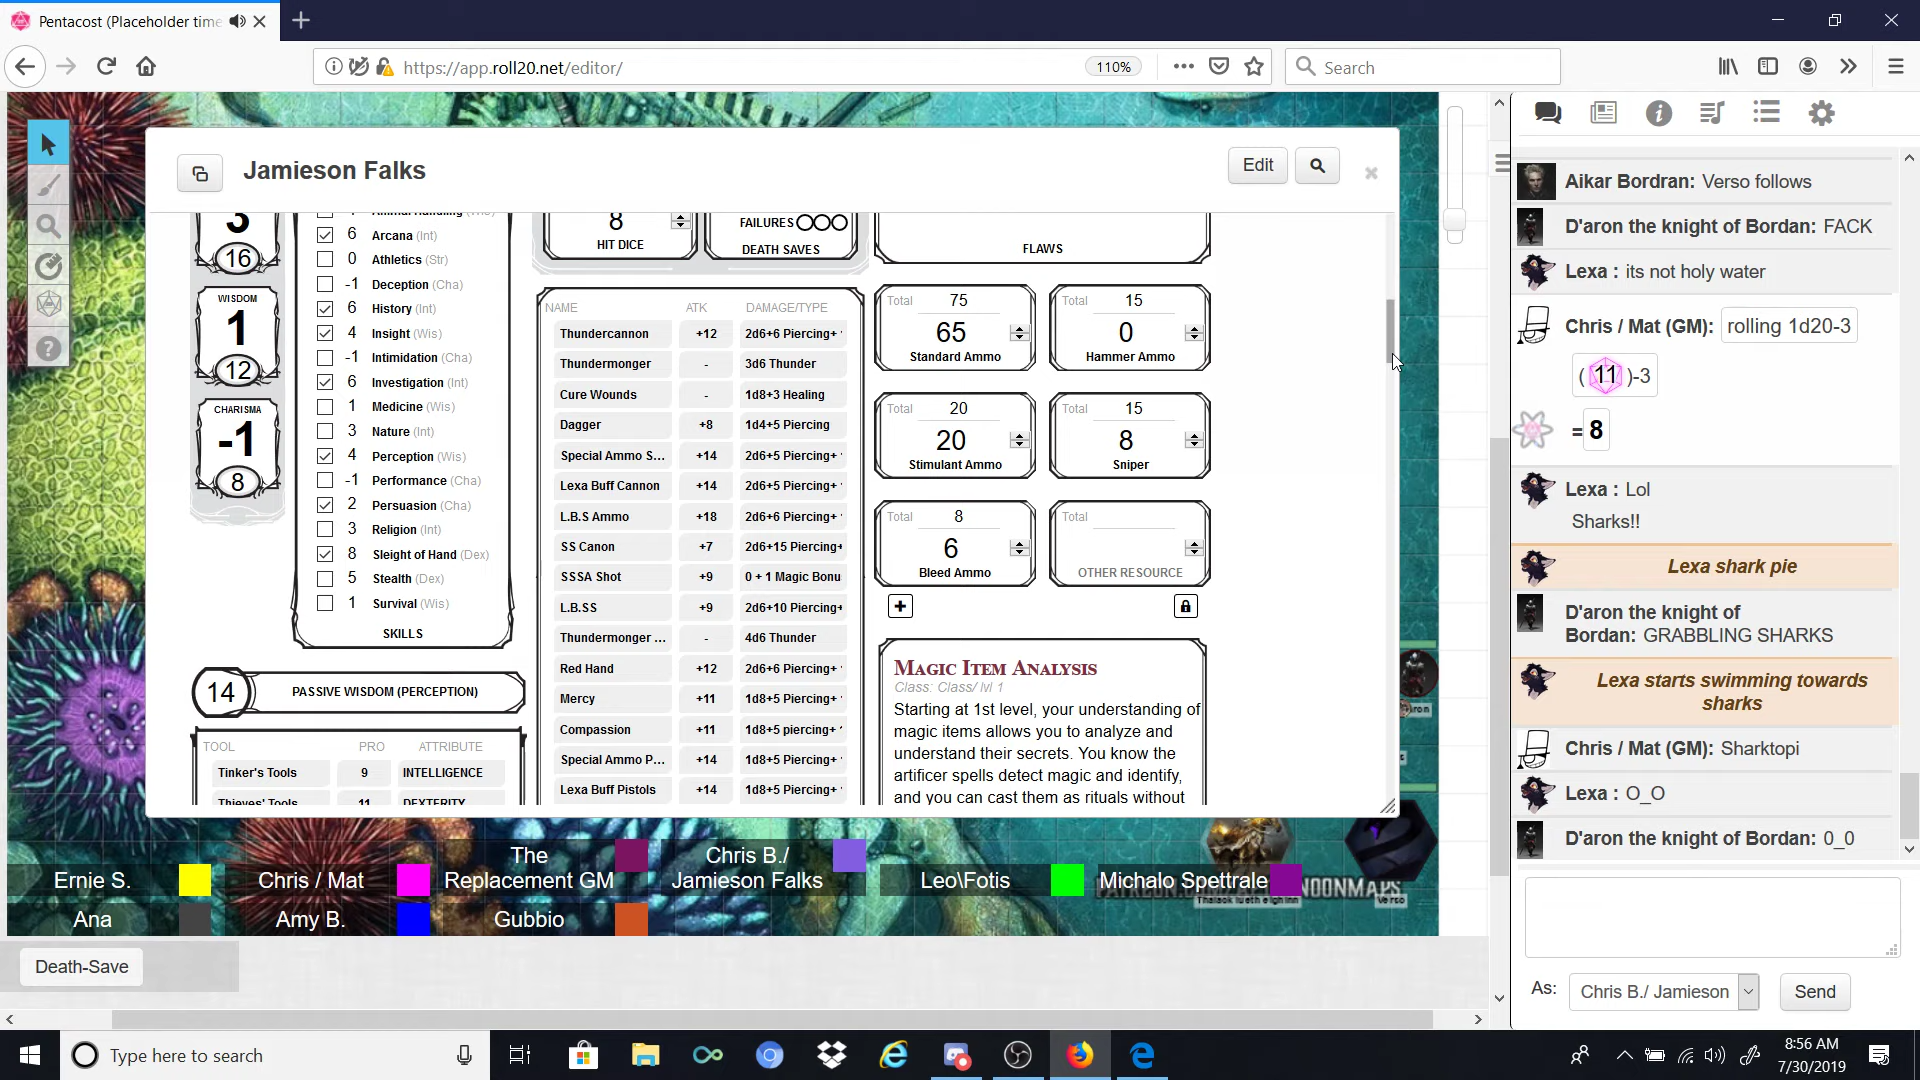 Pentacost (Placeholder time
https://app.roll20.net/editor/
110%
Search
Jamieson Falks
Edit
3
16
WISDOM
1
12
CHARISMA
-1
8
6 Arcana (Int)
0 Athletics (Str)
-1 Deception (Cha)
6 History (Int)
4 Insight (Wis)
-1 Intimidation (Cha)
6 Investigation (Int)
1 Medicine (Wis)
3 Nature (Int)
4 Perception (Wis)
-1 Performance (Cha)
2 Persuasion (Cha)
3 Religion (Int)
8 Sleight of Hand (Dex)
5 Stealth (Dex)
1 Survival (Wis)
SKILLS
14 PASSIVE WISDOM (PERCEPTION)
TOOL PRO ATTRIBUTE
Tinker's Tools 9 INTELLIGENCE
Thieves' Tools 11 DEXTERITY
8
HIT DICE
FAILURES
DEATH SAVES
NAME ATK DAMAGE/TYPE
Thundercannon +12 2d6+6 Piercing+
Thundermonger - 3d6 Thunder
Cure Wounds - 1d8+3 Healing
Dagger +8 1d4+5 Piercing
Special Ammo S... +14 2d6+5 Piercing+
Lexa Buff Cannon +14 2d6+5 Piercing+
L.B.S Ammo +18 2d6+6 Piercing+
SS Canon +7 2d6+15 Piercing+
SSSA Shot +9 0 + 1 Magic Bonu
L.B.SS +9 2d6+10 Piercing+
Thundermonger ... - 4d6 Thunder
Red Hand +12 2d6+6 Piercing+
Mercy +11 1d8+5 Piercing+
Compassion +11 1d8+5 piercing+
Special Ammo P... +14 1d8+5 Piercing+
Lexa Buff Pistols +14 1d8+5 Piercing+
FLAWS
Total 75
65
Standard Ammo
Total 15
0
Hammer Ammo
Total 20
20
Stimulant Ammo
Total 15
8
Sniper
Total 8
6
Bleed Ammo
Total
OTHER RESOURCE
MAGIC ITEM ANALYSIS
Class: Class/ lvl 1
Starting at 1st level, your understanding of
magic items allows you to analyze and
understand their secrets. You know the
artificer spells detect magic and identify,
and you can cast them as rituals without
Ernie S.
Chris / Mat
The
Replacement GM
Chris B./
Jamieson Falks
Leo\Fotis
Michalo Spettrale
Ana
Amy B.
Gubbio
NDOONMAPS
Verso
Death-Save
Aikar Bordran: Verso follows
D'aron the knight of Bordan: FACK
Lexa : its not holy water
Chris / Mat (GM): rolling 1d20-3
( 11 )-3
=8
Lexa : Lol
Sharks!!
Lexa shark pie
D'aron the knight of
Bordan: GRABBLING SHARKS
Lexa starts swimming towards
sharks
Chris / Mat (GM): Sharktopi
Lexa : O_O
D'aron the knight of Bordan: 0_0
As: Chris B./ Jamieson
Send
Type here to search
8:56 AM
7/30/2019